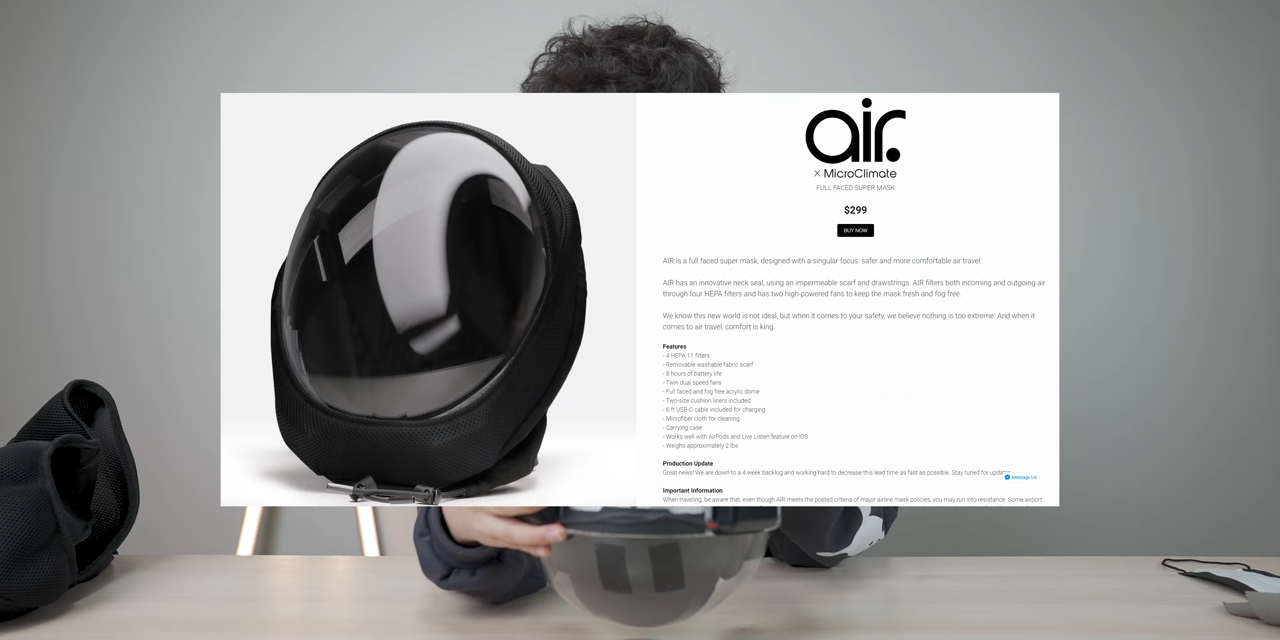 air.
× MicroClimate
FULL FACED SUPER MASK
$299
BUY NOW
AIR is a full faced super mask, designed with a singular focus: safer and more comfortable air travel.
AIR has an innovative neck seal, using an impermeable scarf and drawstrings. AIR filters both incoming and outgoing air
through four HEPA filters and has two high-powered fans to keep the mask fresh and fog-free.
We know this new world is not ideal, but when it comes to your safety, we believe nothing is too extreme. And when it
comes to air travel, comfort is king.
Features
- 4 HEPA 11 filters
- Removable washable fabric scarf
- 8 hours of battery life
- Twin dual speed fans
- Full faced and fog free acrylic dome
- Two-size cushion liners included
- 6 ft USB-C cable included for charging
- Microfiber cloth for cleaning
- Carrying case
- Works well with AirPods and Live Listen feature on iOS
- Weighs approximately 2 lbs
Production Update
Great news! We are down to a 4 week backlog and working hard to decrease this lead time as fast as possible. Stay tuned for updates.
Message Us
Important Information
When traveling, be aware that, even though AIR meets the posted criteria of major airline mask policies, you may run into resistance. Some airport